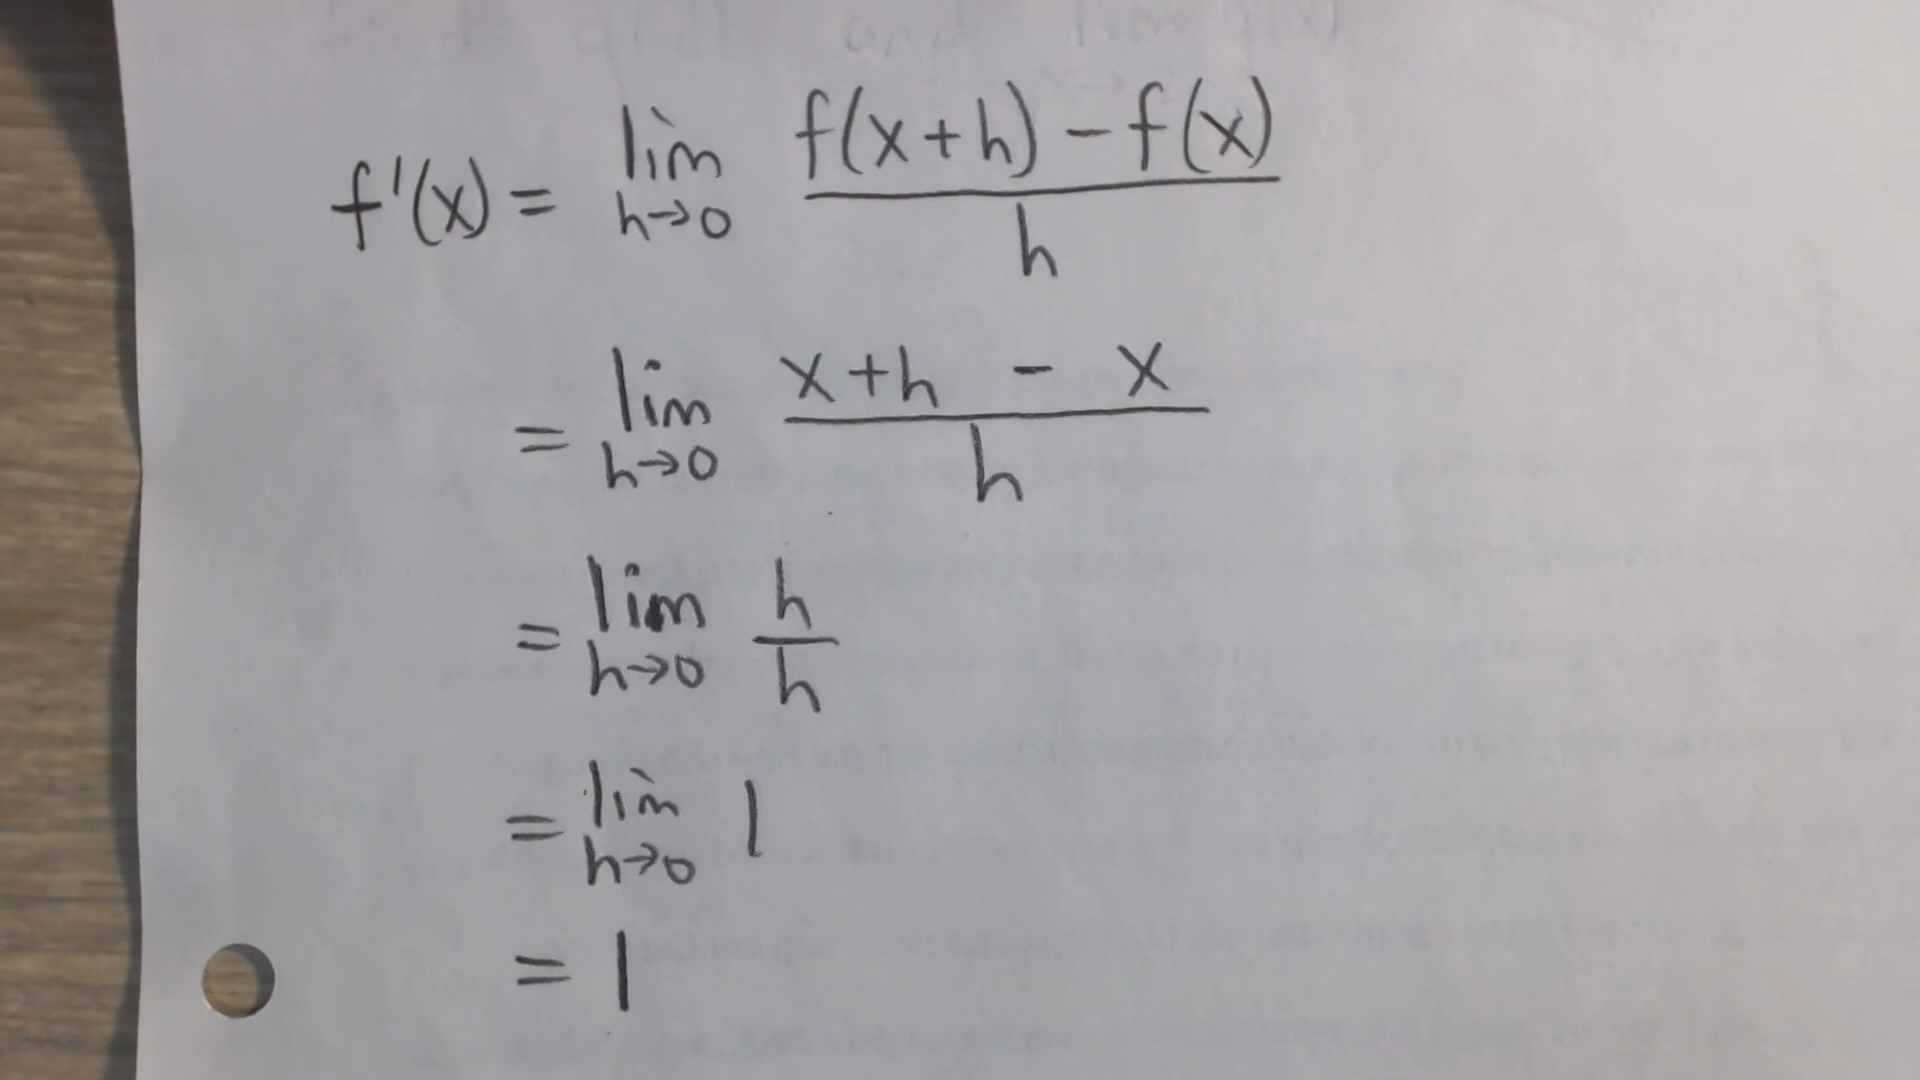 f'(x) = lim h→0 (f(x+h) - f(x))/h
= lim h→0 (x+h - x)/h
= lim h→0 h/h
= lim h→0 1
= 1